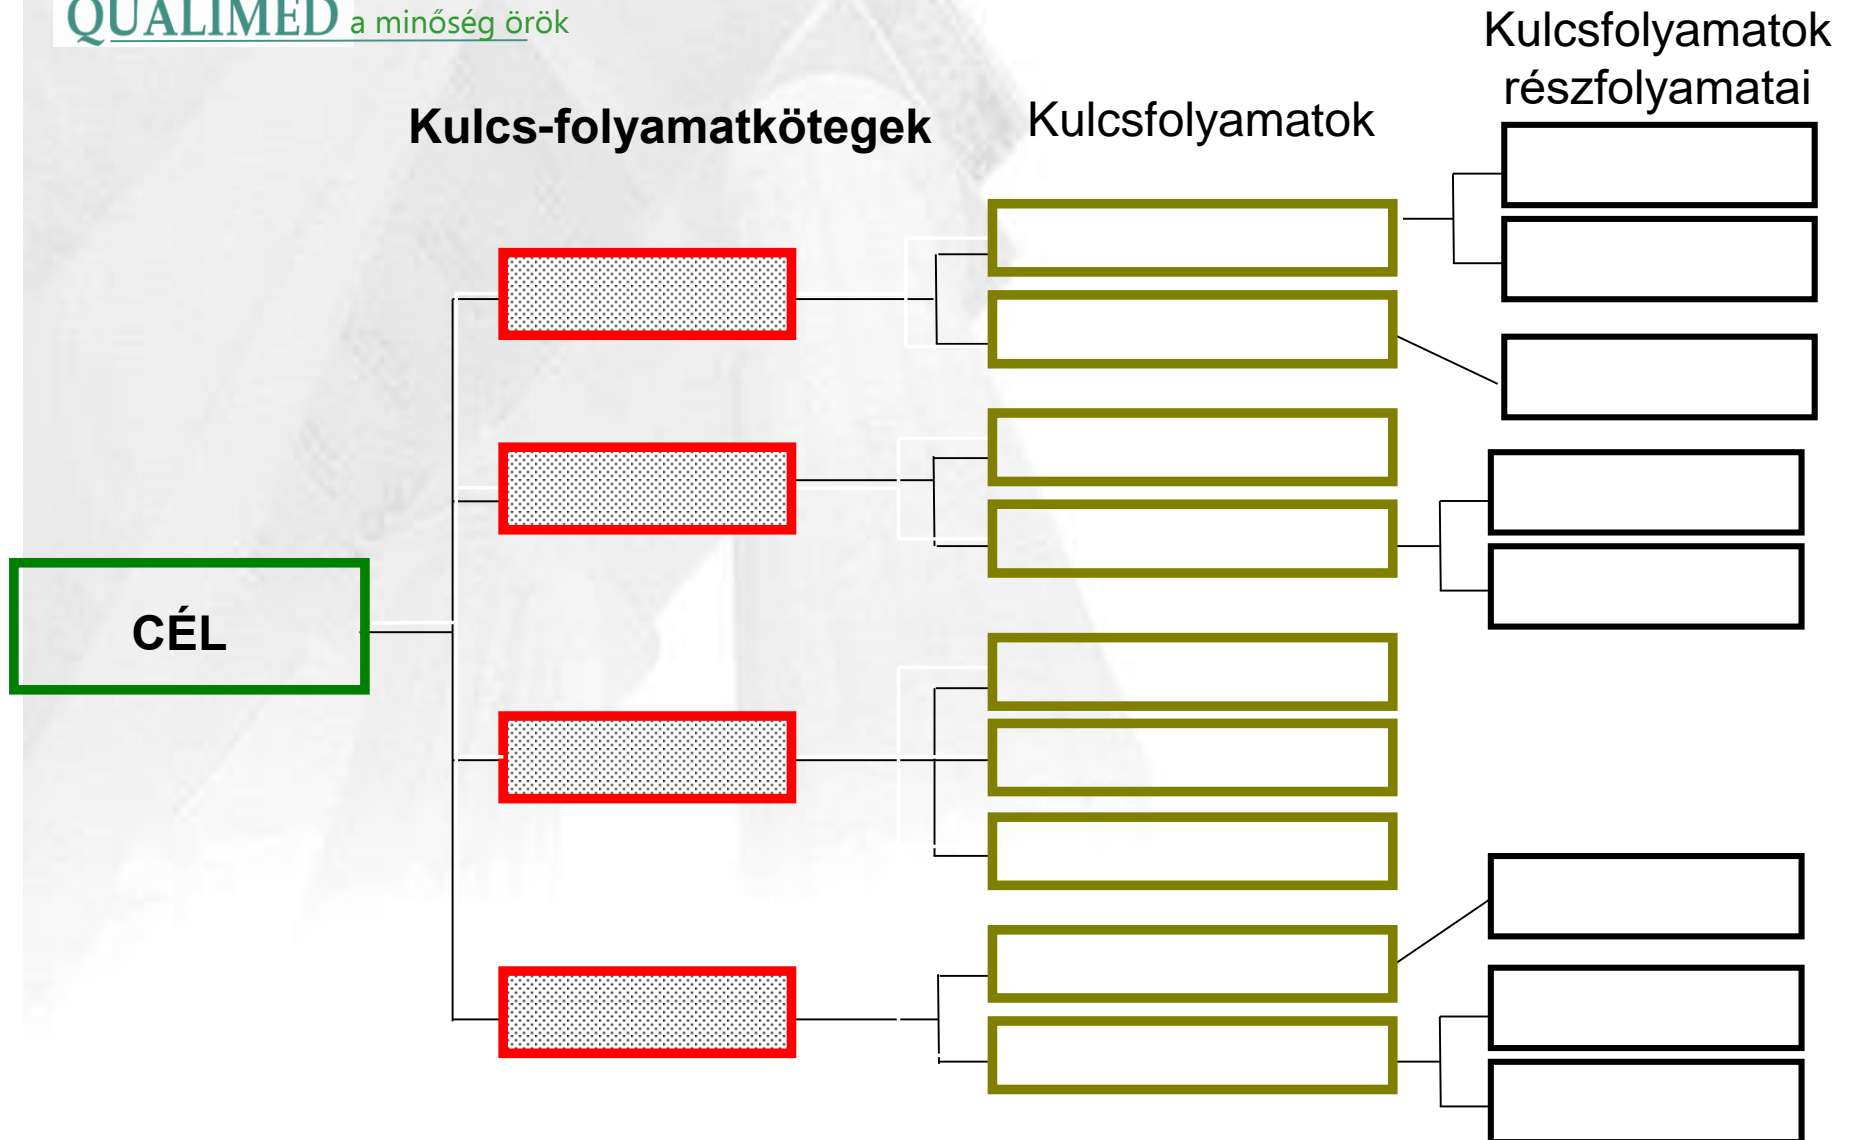 QUALIMED a minőség örök
Kulcsfolyamatok
részfolyamatai
Kulcs-folyamatkötegek
Kulcsfolyamatok
CÉL